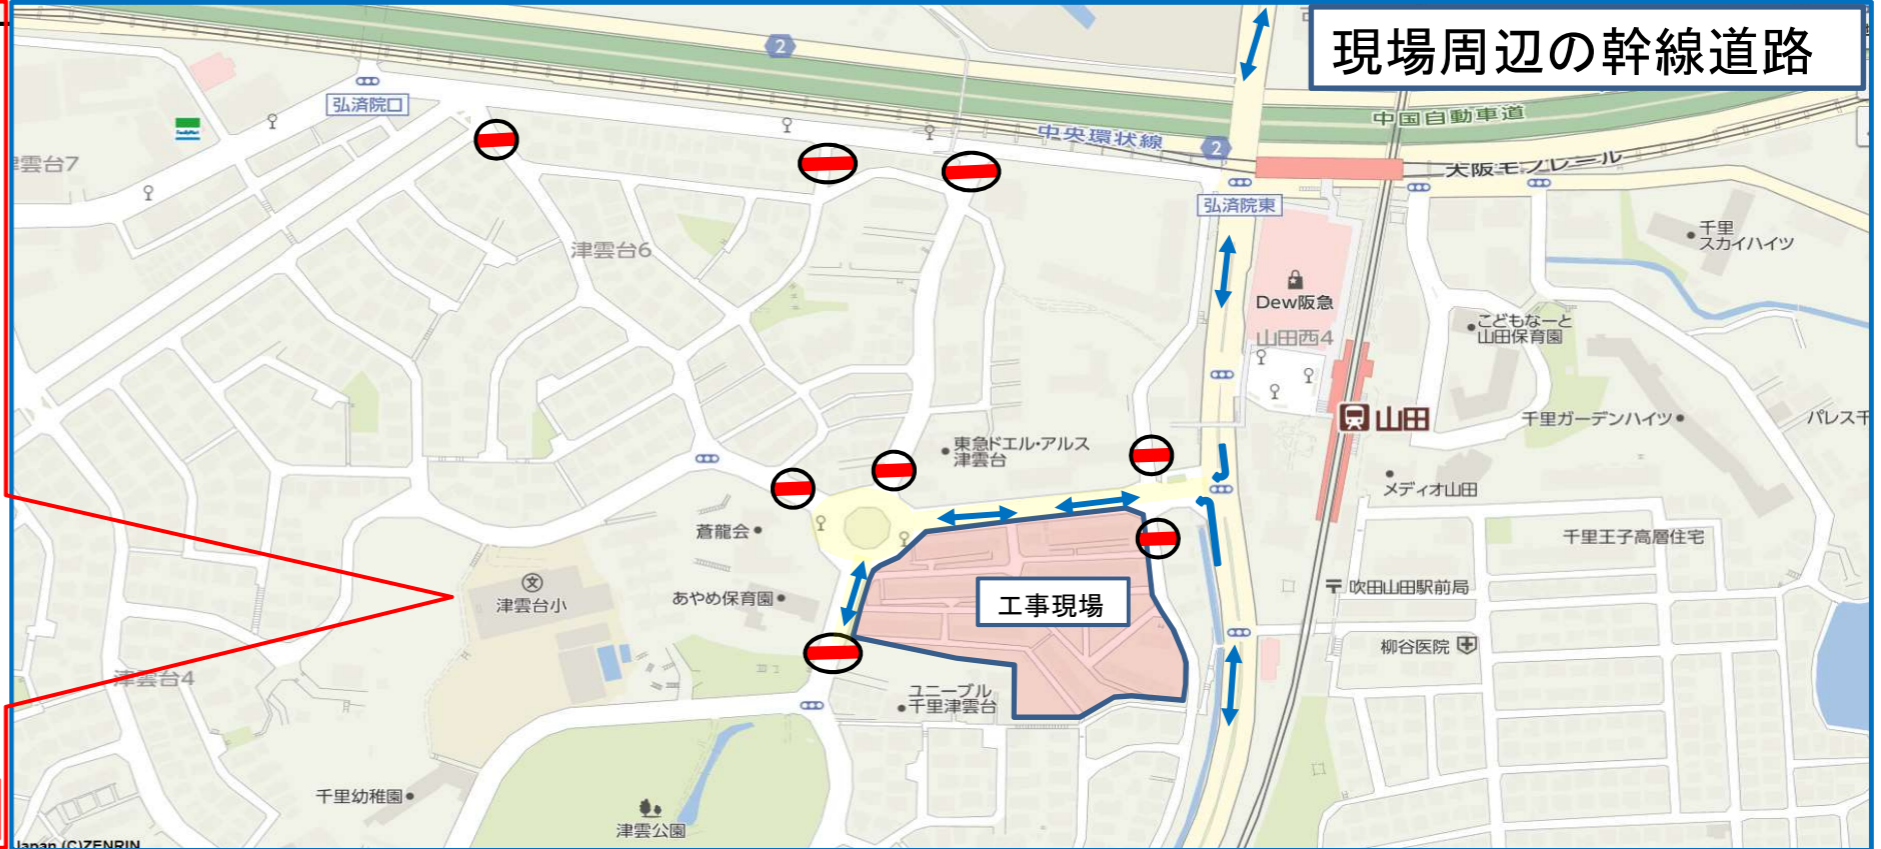 現場周辺の幹線道路
2
弘済院口
中国自動車道
中央環状線
2
大阪モノレール
津雲台7
弘済院東
千里
スカイハイツ
津雲台6
Dew阪急
山田西4
こどもなーと
山田保育園
山田
千里ガーデンハイツ
パレス千
東急ドエル・アルス
津雲台
メディオ山田
蒼龍会
千里王子高層住宅
文
津雲台小
あやめ保育園
工事現場
〒吹田山田駅前局
柳谷医院
津雲台4
ユニーブル
千里津雲台
千里幼稚園
津雲公園
Japan (C)ZENRIN